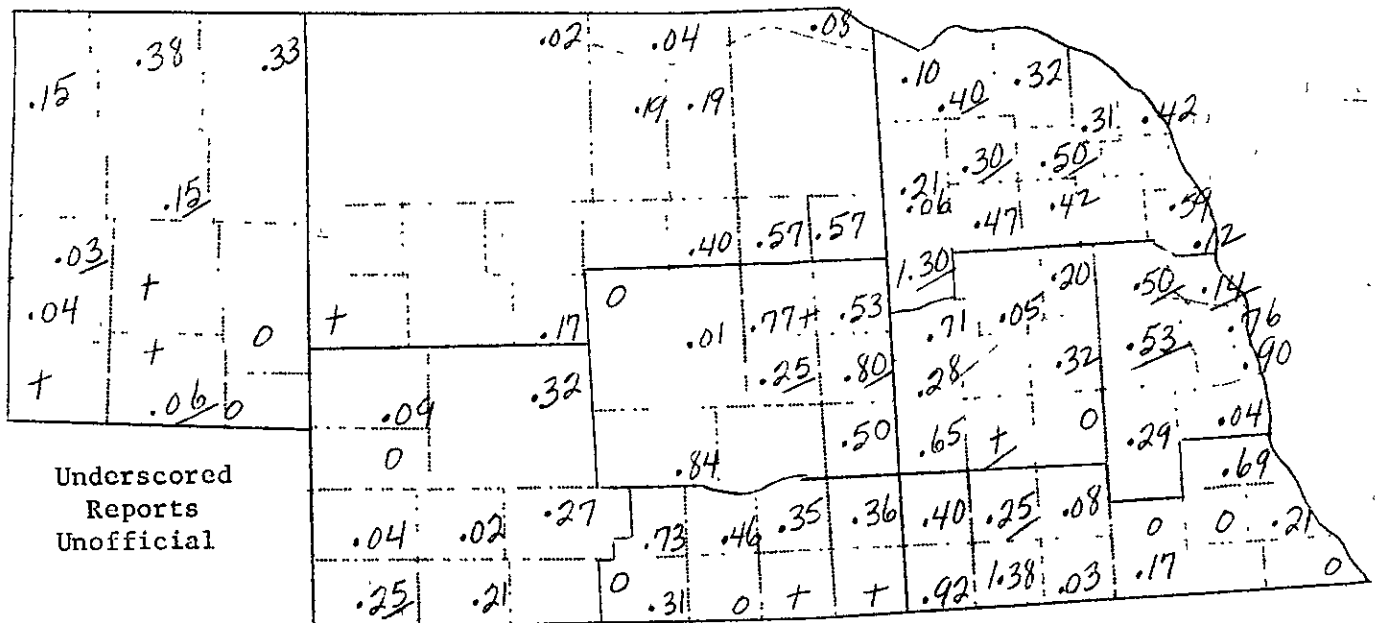 .02 .04 .08
.38 .33
.15
.10 .32
.40
.19 .19
.31 .42
.30 .50
.15
.21
.06 .47 .42 .59
.40 .57 .57
.12
.03
1.30
.20 .50 .14
+
.04
0
+ .17
.01 .77+ .53
.71 .05 .76
+ 0
.25 .80
.28 .32 .53 .90
+
.06 0
.09 .32
.50
.65 + 0 .29 .04
0
.84
.69
Underscored
Reports
Unofficial
.04 .02 .27
.73 .46 .35 .36 .40 .25 .08 0 0 .21
.25 .21
0 .31 0 + + .92 1.38 .03 .17 0